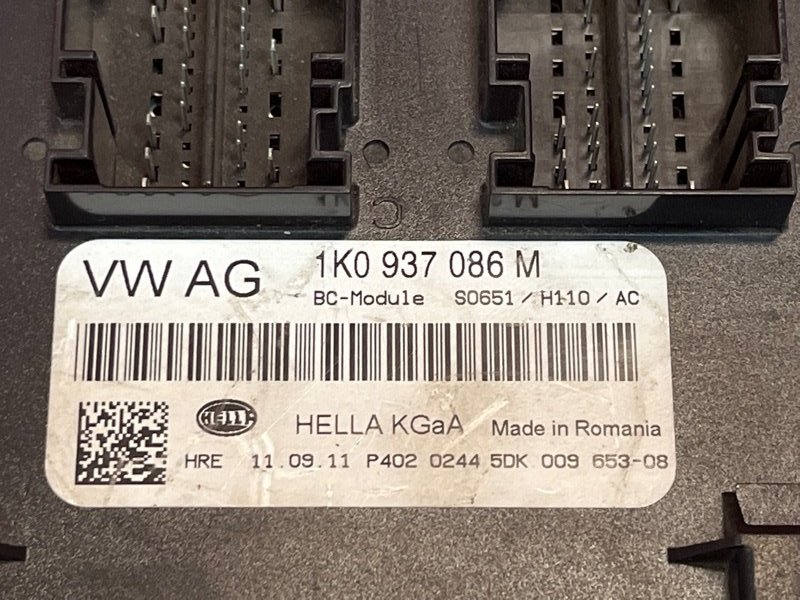 C
VW AG 1K0 937 086 M
BC-Module S0651 / H110 / AC
HELLA HELLA KGaA Made in Romania
HRE 11.09.11 P402 0244 5DK 009 653-08